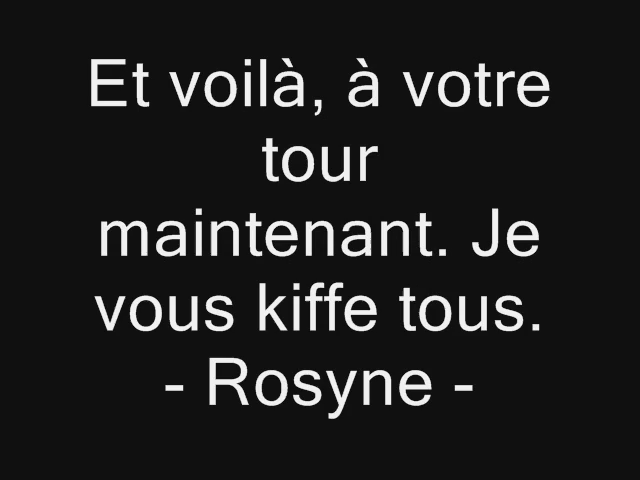 Et voilà, à votre
tour
maintenant. Je
vous kiffe tous.
- Rosyne -